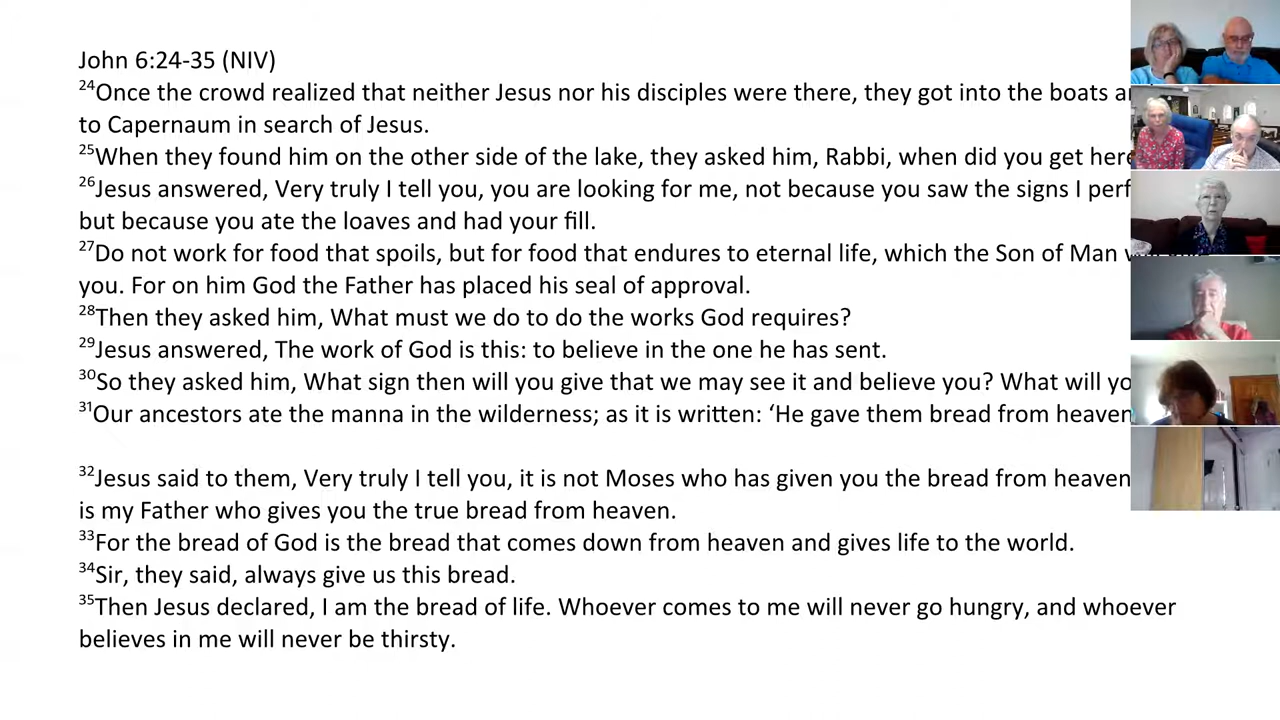 John 6:24-35 (NIV)
24Once the crowd realized that neither Jesus nor his disciples were there, they got into the boats
to Capernaum in search of Jesus.
25When they found him on the other side of the lake, they asked him, Rabbi, when did you get here
26Jesus answered, Very truly I tell you, you are looking for me, not because you saw the signs I
but because you ate the loaves and had your fill.
27Do not work for food that spoils, but for food that endures to eternal life, which the Son of Man
you. For on him God the Father has placed his seal of approval.
28Then they asked him, What must we do to do the works God requires?
29Jesus answered, The work of God is this: to believe in the one he has sent.
30So they asked him, What sign then will you give that we may see it and believe you? What will
31Our ancestors ate the manna in the wilderness; as it is written: ‘He gave them bread from heaven
32Jesus said to them, Very truly I tell you, it is not Moses who has given you the bread from heaven
is my Father who gives you the true bread from heaven.
33For the bread of God is the bread that comes down from heaven and gives life to the world.
34Sir, they said, always give us this bread.
35Then Jesus declared, I am the bread of life. Whoever comes to me will never go hungry, and whoever
believes in me will never be thirsty.